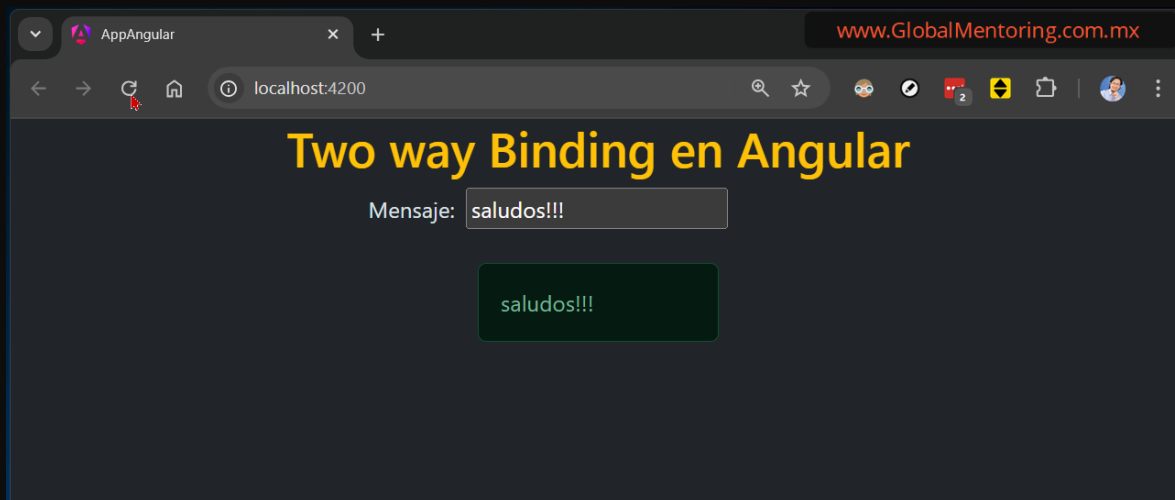 AppAngular
www.GlobalMentoring.com.mx
localhost:4200
2
Two way Binding en Angular
Mensaje: saludos!!!
saludos!!!